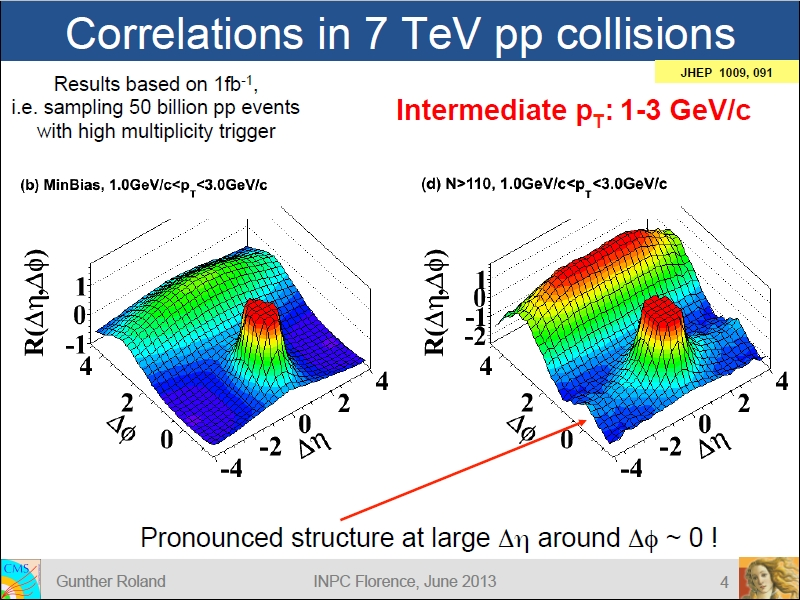 Correlations in 7 TeV pp collisions
JHEP 1009, 091
Results based on 1fb-1,
i.e. sampling 50 billion pp events
with high multiplicity trigger
Intermediate pT: 1-3 GeV/c
(b) MinBias, 1.0GeV/c<pT<3.0GeV/c
R(Δη,Δφ)
1
0
-1
4
2
0
Δφ
-4
-2
0
2
4
Δη
(d) N>110, 1.0GeV/c<pT<3.0GeV/c
R(Δη,Δφ)
1
0
-1
-2
4
2
0
Δφ
-4
-2
0
2
4
Δη
Pronounced structure at large Δη around Δφ ~ 0 !
CMS
Gunther Roland
INPC Florence, June 2013
4